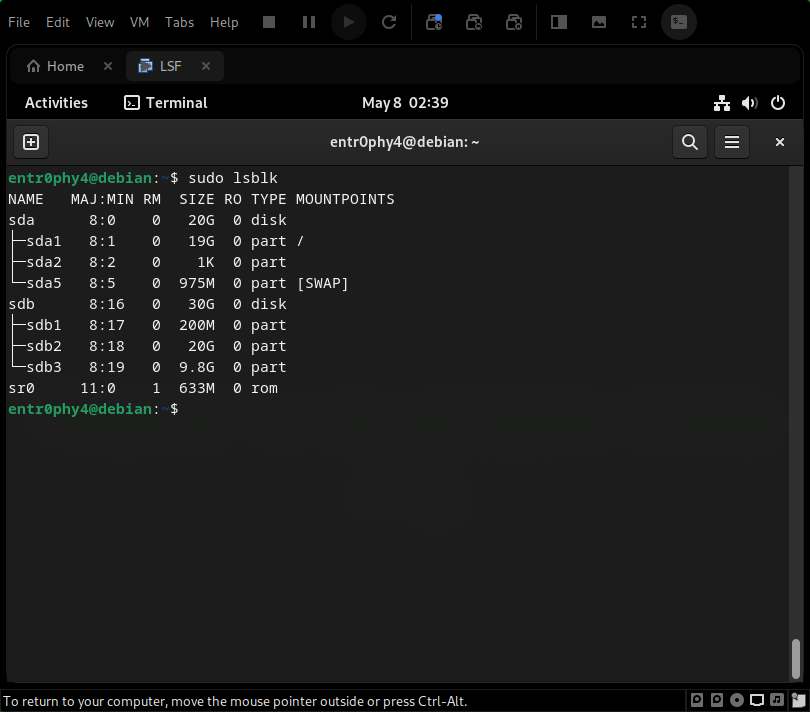 File Edit View VM Tabs Help
Home × LSF ×
Activities Terminal May 8 02:39
entr0phy4@debian: ~
entr0phy4@debian:~$ sudo lsblk
NAME MAJ:MIN RM SIZE RO TYPE MOUNTPOINTS
sda 8:0 0 20G 0 disk
├─sda1 8:1 0 19G 0 part /
├─sda2 8:2 0 1K 0 part
└─sda5 8:5 0 975M 0 part [SWAP]
sdb 8:16 0 30G 0 disk
├─sdb1 8:17 0 200M 0 part
├─sdb2 8:18 0 20G 0 part
└─sdb3 8:19 0 9.8G 0 part
sr0 11:0 1 633M 0 rom
entr0phy4@debian:~$
To return to your computer, move the mouse pointer outside or press Ctrl-Alt.